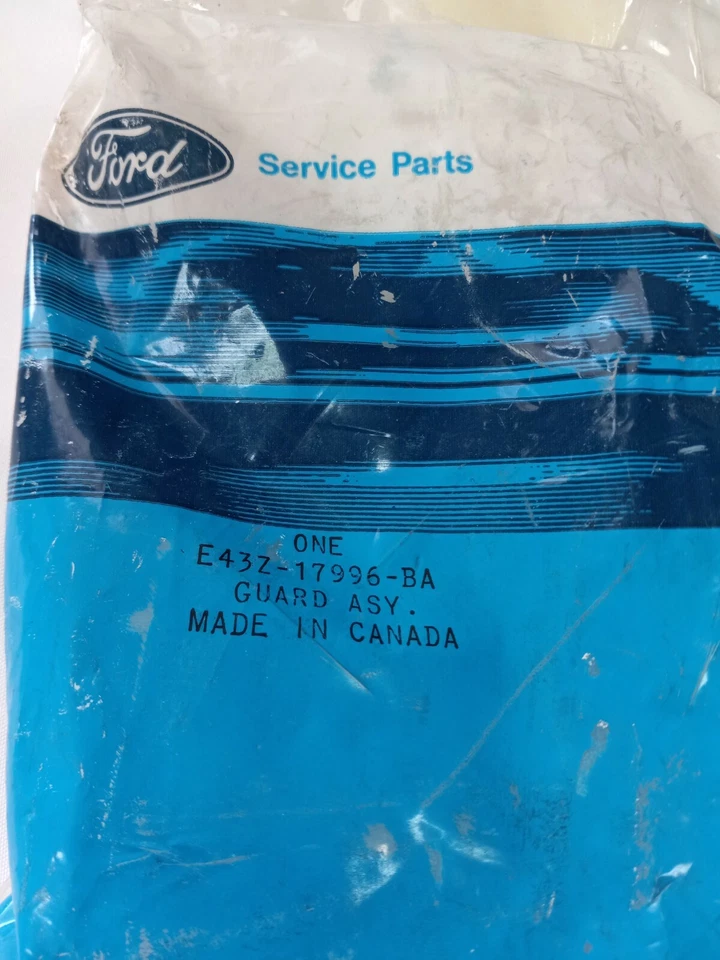 Ford Service Parts
ONE
E43Z-17996-BA
GUARD ASY.
MADE IN CANADA